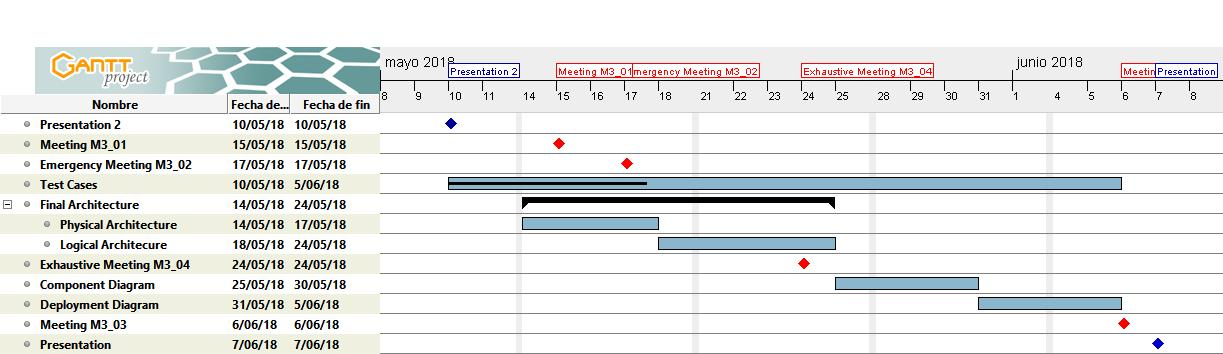 GANTT
project
mayo 2018
junio 2018
Presentation 2
Meeting M3_01
mergency Meeting M3_02
Exhaustive Meeting M3_04
Meetin
Presentation
8 9 10 11 14 15 16 17 18 21 22 23 24 25 28 29 30 31 1 4 5 6 7 8
Nombre Fecha de... Fecha de fin
Presentation 2 10/05/18 10/05/18
Meeting M3_01 15/05/18 15/05/18
Emergency Meeting M3_02 17/05/18 17/05/18
Test Cases 10/05/18 5/06/18
Final Architecture 14/05/18 24/05/18
Physical Architecture 14/05/18 17/05/18
Logical Architecure 18/05/18 24/05/18
Exhaustive Meeting M3_04 24/05/18 24/05/18
Component Diagram 25/05/18 30/05/18
Deployment Diagram 31/05/18 5/06/18
Meeting M3_03 6/06/18 6/06/18
Presentation 7/06/18 7/06/18